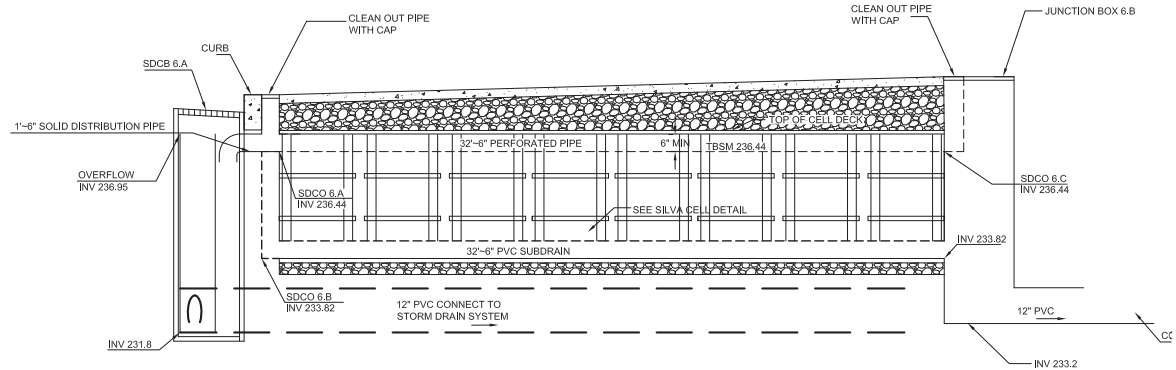 CLEAN OUT PIPE
WITH CAP
CURB
SDCB 6.A
1'~6" SOLID DISTRIBUTION PIPE
OVERFLOW
INV 236.95
CLEAN OUT PIPE
WITH CAP
JUNCTION BOX 6.B
TOP OF CELL DECK
32'~6" PERFORATED PIPE
6" MIN
TBSM 236.44
SDCO 6.A
INV 236.44
SDCO 6.C
INV 236.44
SEE SILVA CELL DETAIL
INV 233.82
32'~6" PVC SUBDRAIN
SDCO 6.B
INV 233.82
12" PVC CONNECT TO
STORM DRAIN SYSTEM
12" PVC
INV 231.8
INV 233.2